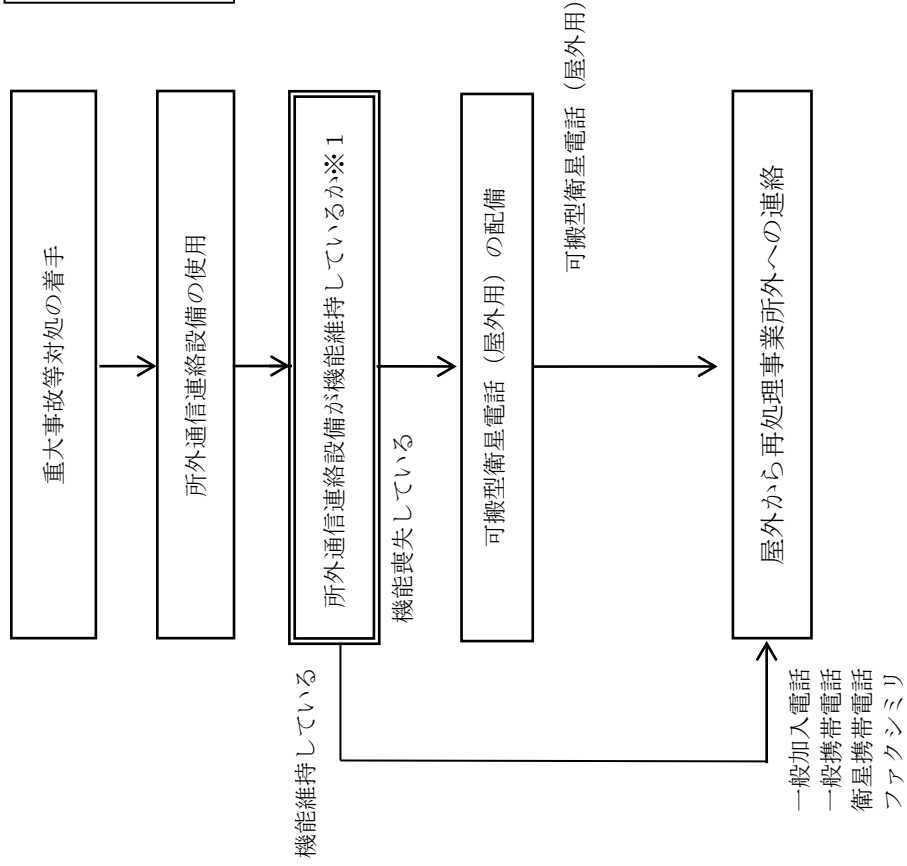 重大事故等対処の着手
所外通信連絡設備の使用
所外通信連絡設備が機能維持しているか※1
機能維持している
機能喪失している
可搬型衛星電話（屋外用）の配備
可搬型衛星電話（屋外用）
屋外から再処理事業所外への連絡
一般加入電話
一般携帯電話
衛星携帯電話
ファクシミリ